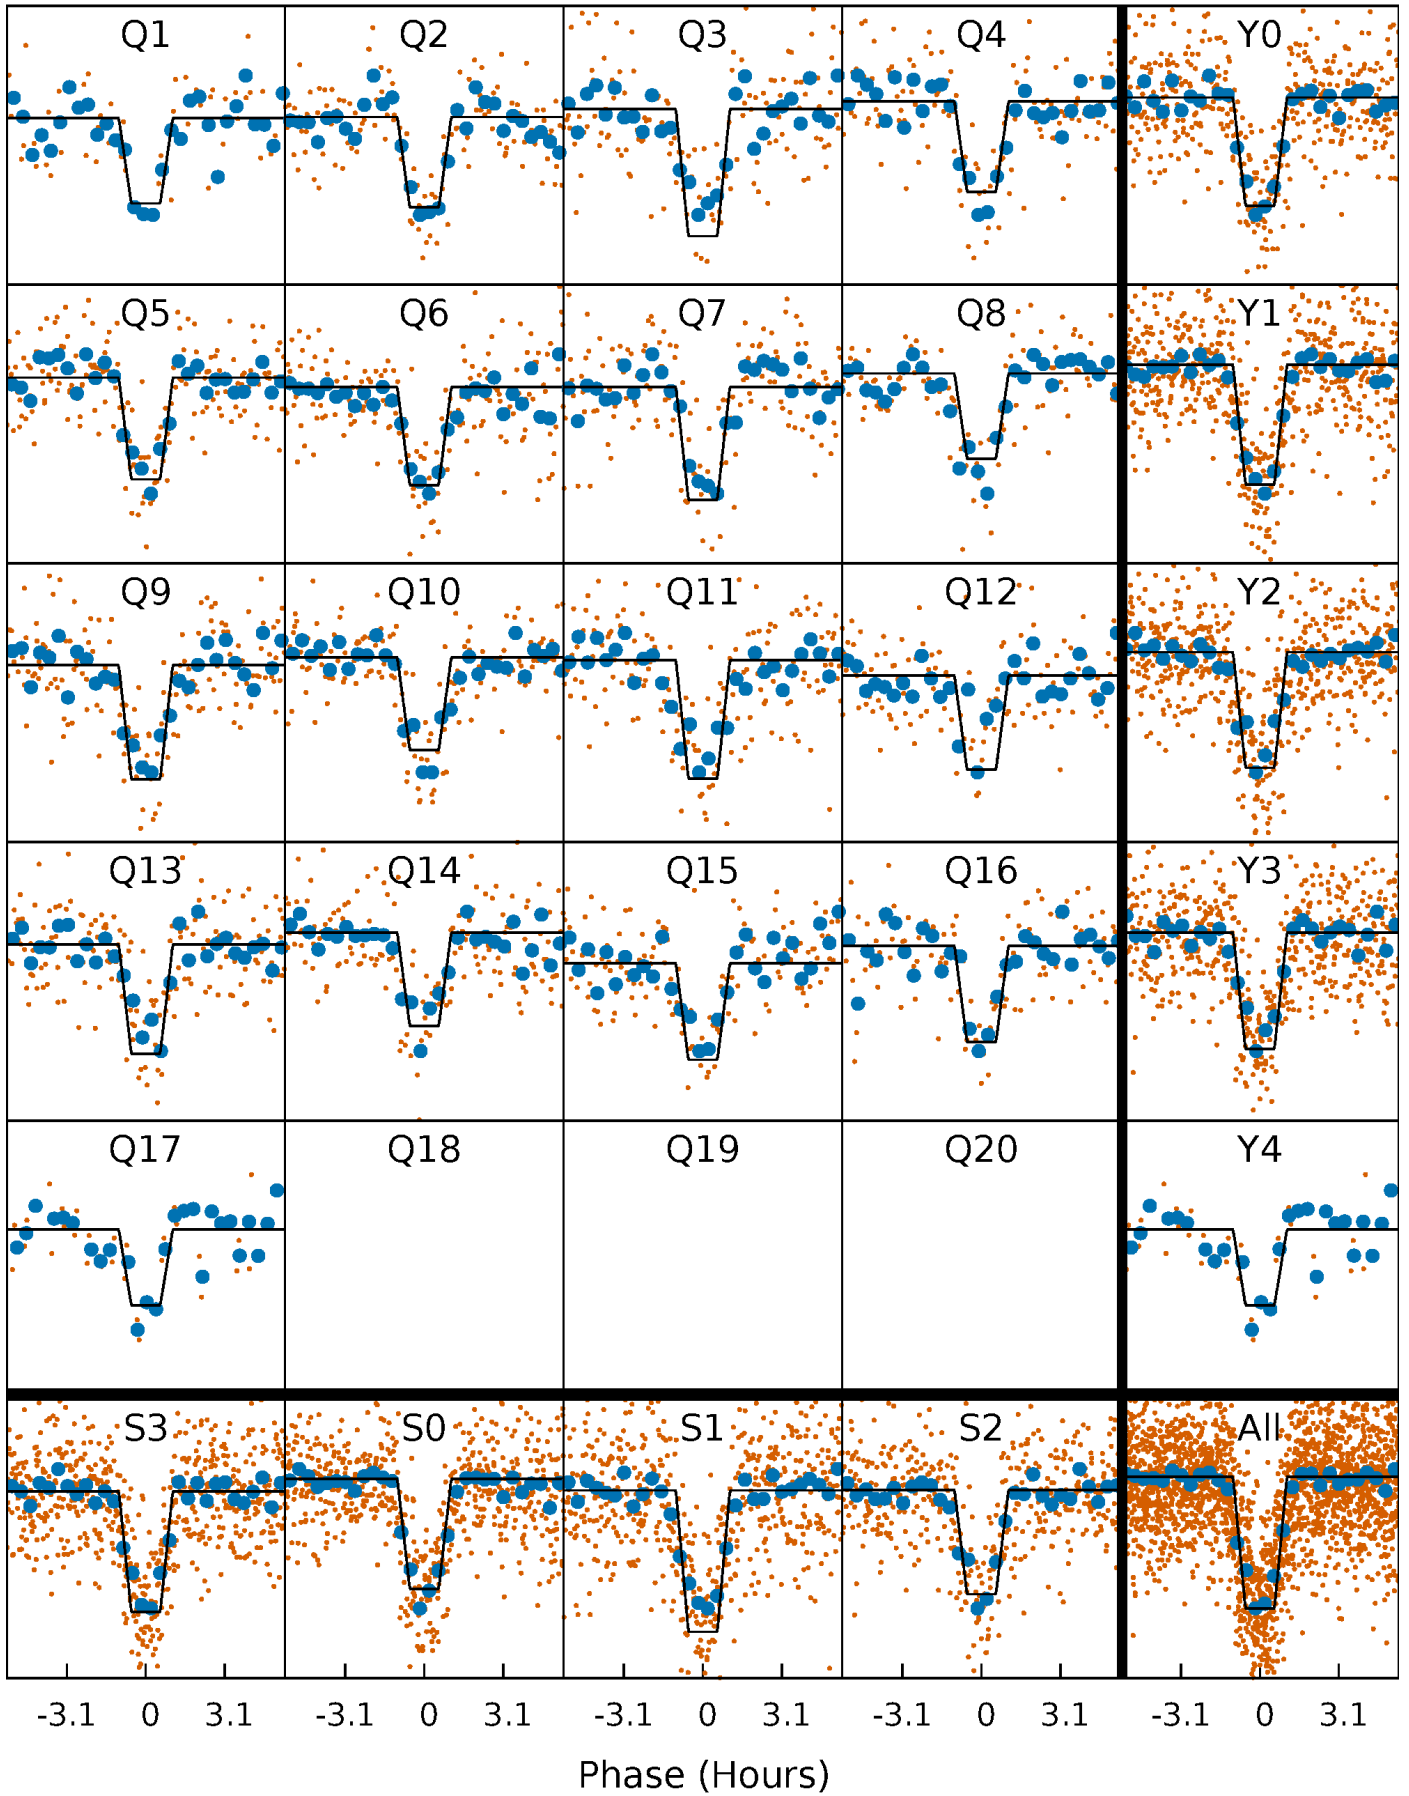 Q1 Q2 Q3 Q4 Y0
Q5 Q6 Q7 Q8 Y1
Q9 Q10 Q11 Q12 Y2
Q13 Q14 Q15 Q16 Y3
Q17 Q18 Q19 Q20 Y4
S3 S0 S1 S2 All
-3.1 0 3.1 -3.1 0 3.1 -3.1 0 3.1 -3.1 0 3.1 -3.1 0 3.1
Phase (Hours)